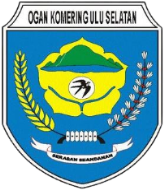 OGAN KOMERING ULU SELATAN
SERASAN SEANDANAN